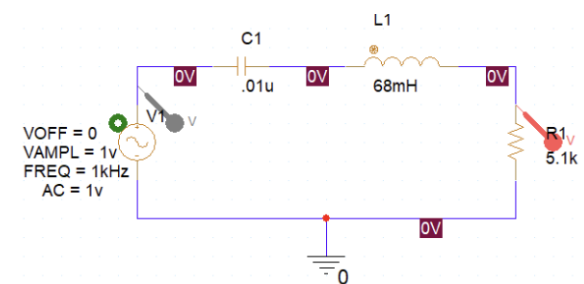 L1
C1
0V
0V
0V
.01u
68mH
V1
V
VOFF = 0
VAMPL = 1v
FREQ = 1kHz
AC = 1v
R1
V
5.1k
0V
0